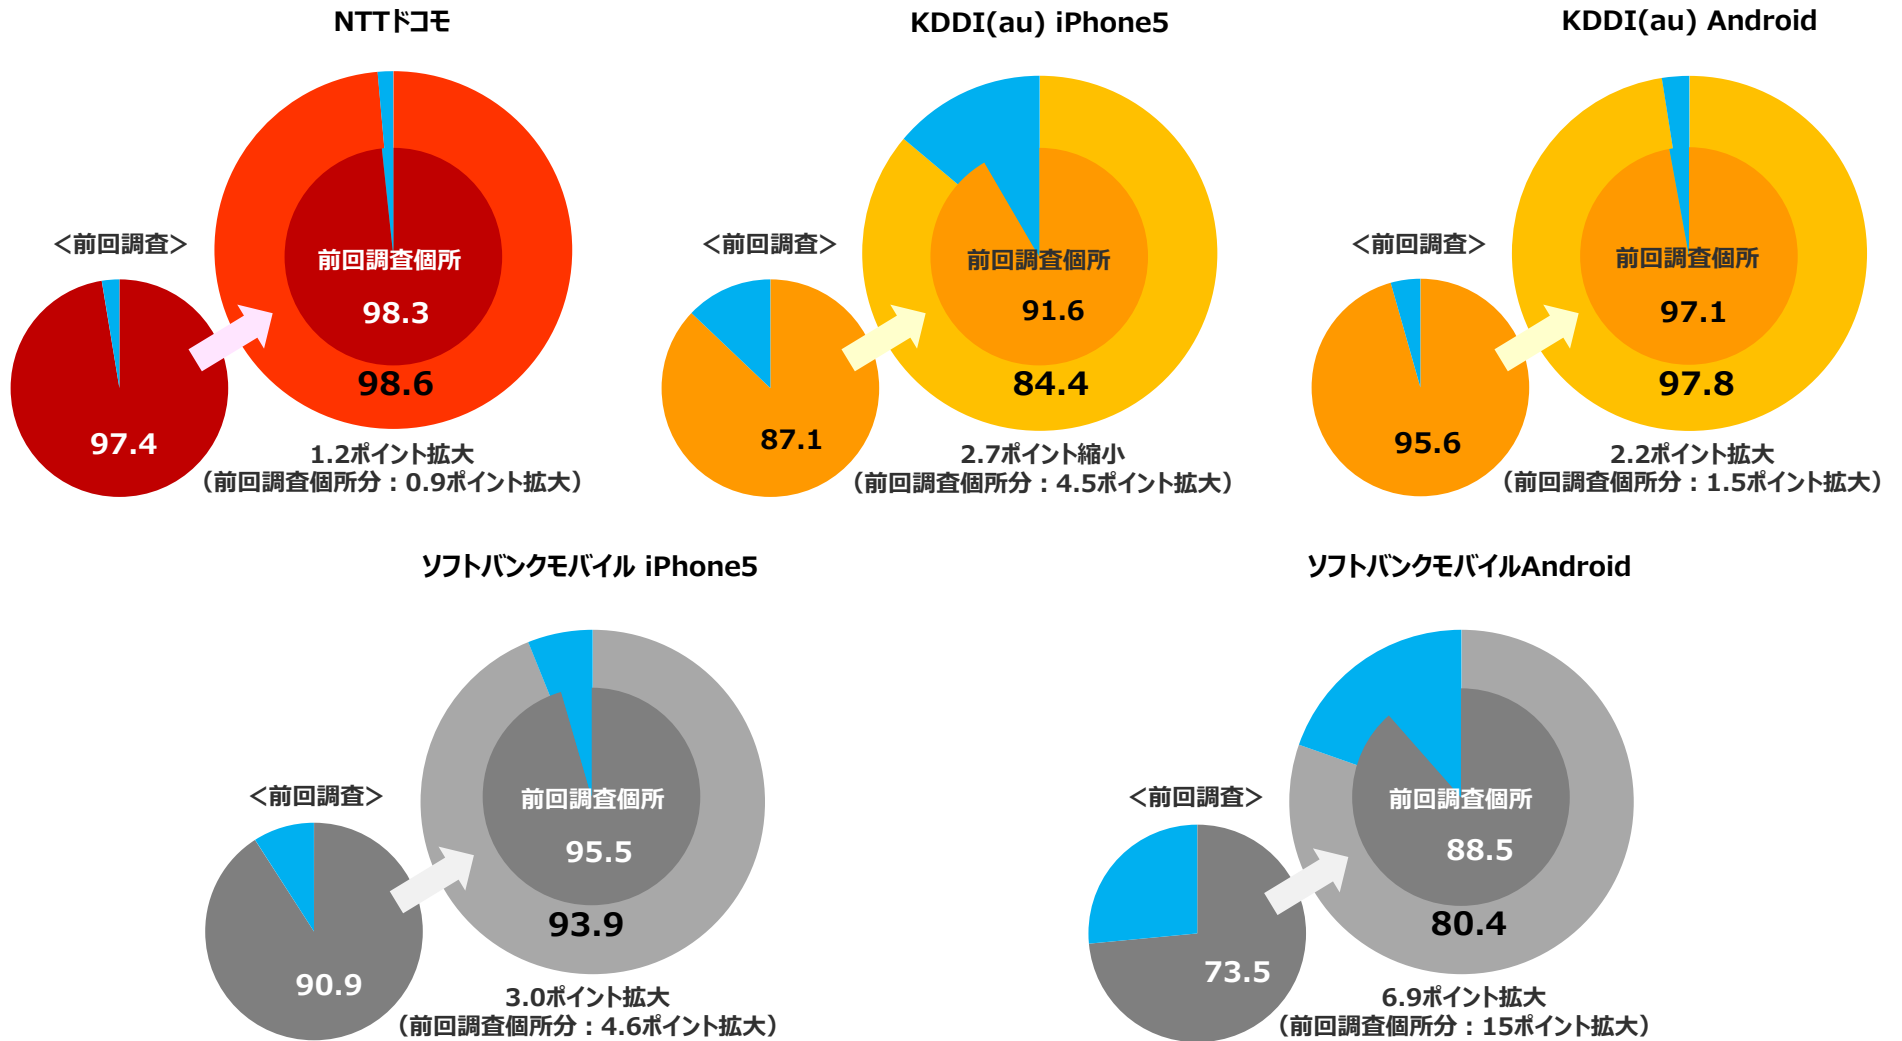 NTTドコモ
＜前回調査＞
前回調査個所
98.3
98.6
97.4
1.2ポイント拡大
（前回調査個所分：0.9ポイント拡大）
KDDI(au) iPhone5
＜前回調査＞
前回調査個所
91.6
84.4
87.1
2.7ポイント縮小
（前回調査個所分：4.5ポイント拡大）
KDDI(au) Android
＜前回調査＞
前回調査個所
97.1
97.8
95.6
2.2ポイント拡大
（前回調査個所分：1.5ポイント拡大）
ソフトバンクモバイル iPhone5
＜前回調査＞
前回調査個所
95.5
93.9
90.9
3.0ポイント拡大
（前回調査個所分：4.6ポイント拡大）
ソフトバンクモバイルAndroid
＜前回調査＞
前回調査個所
88.5
80.4
73.5
6.9ポイント拡大
（前回調査個所分：15ポイント拡大）